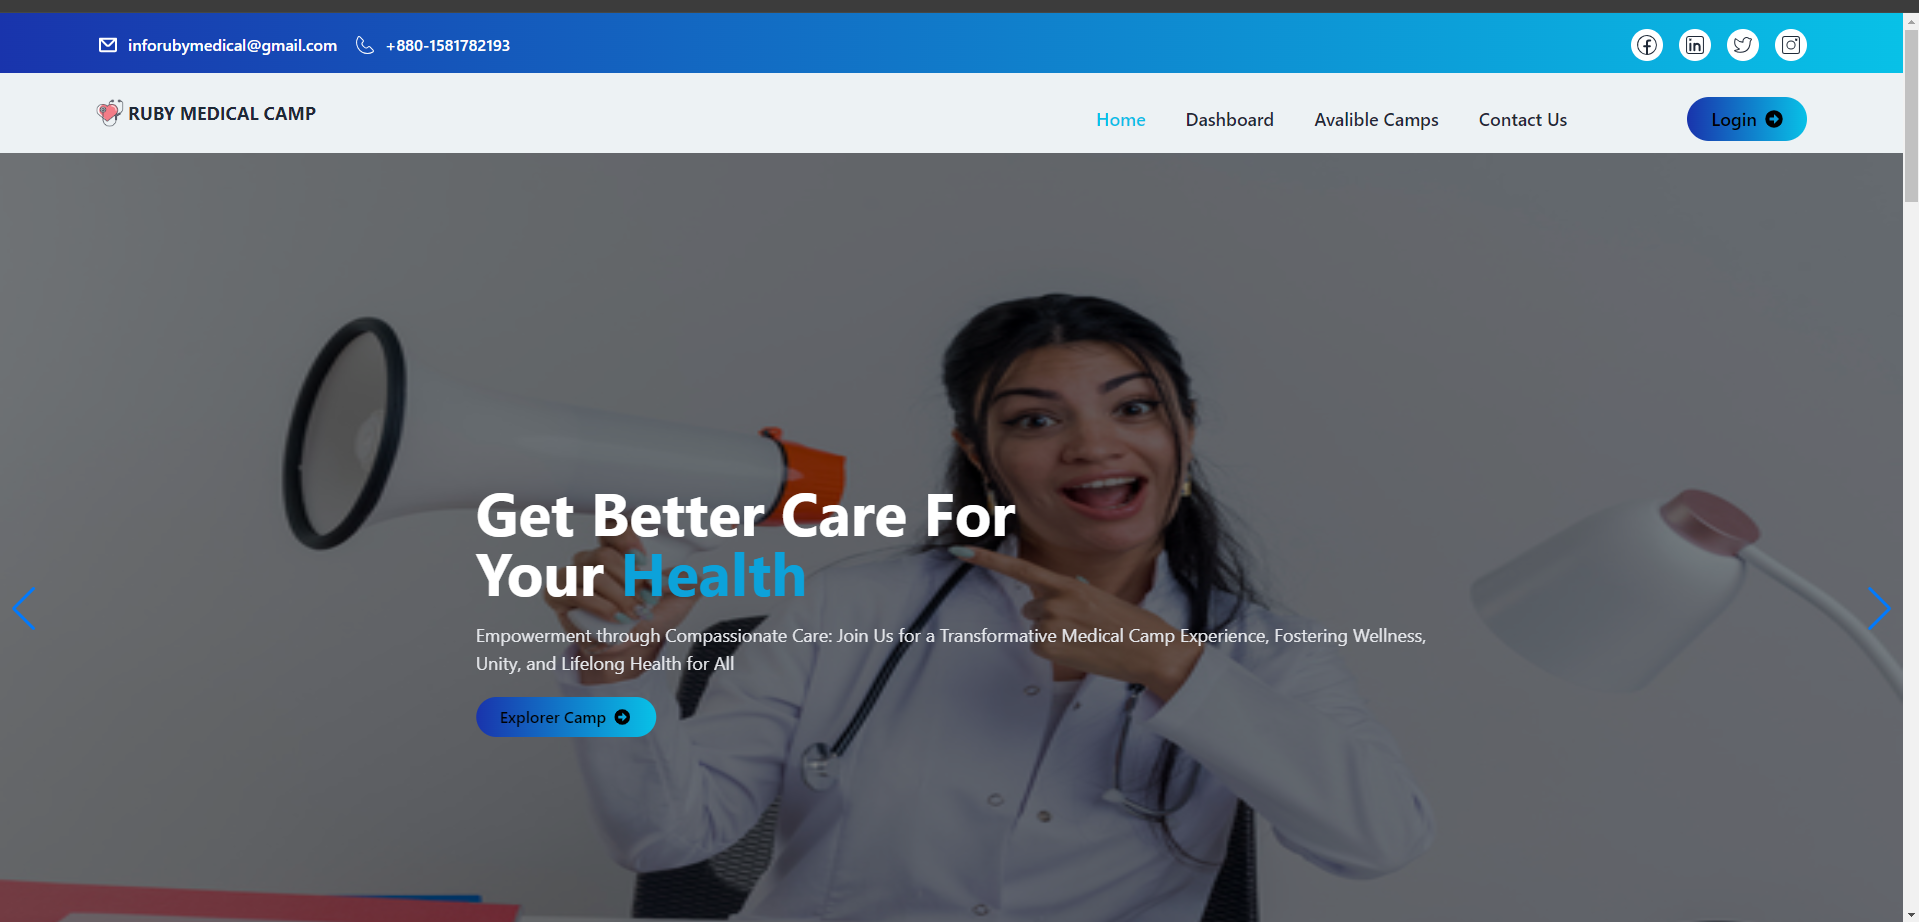 inforubymedical@gmail.com +880-1581782193
RUBY MEDICAL CAMP
Home Dashboard Avalible Camps Contact Us Login
Get Better Care For
Your Health
Empowerment through Compassionate Care: Join Us for a Transformative Medical Camp Experience, Fostering Wellness,
Unity, and Lifelong Health for All
Explorer Camp